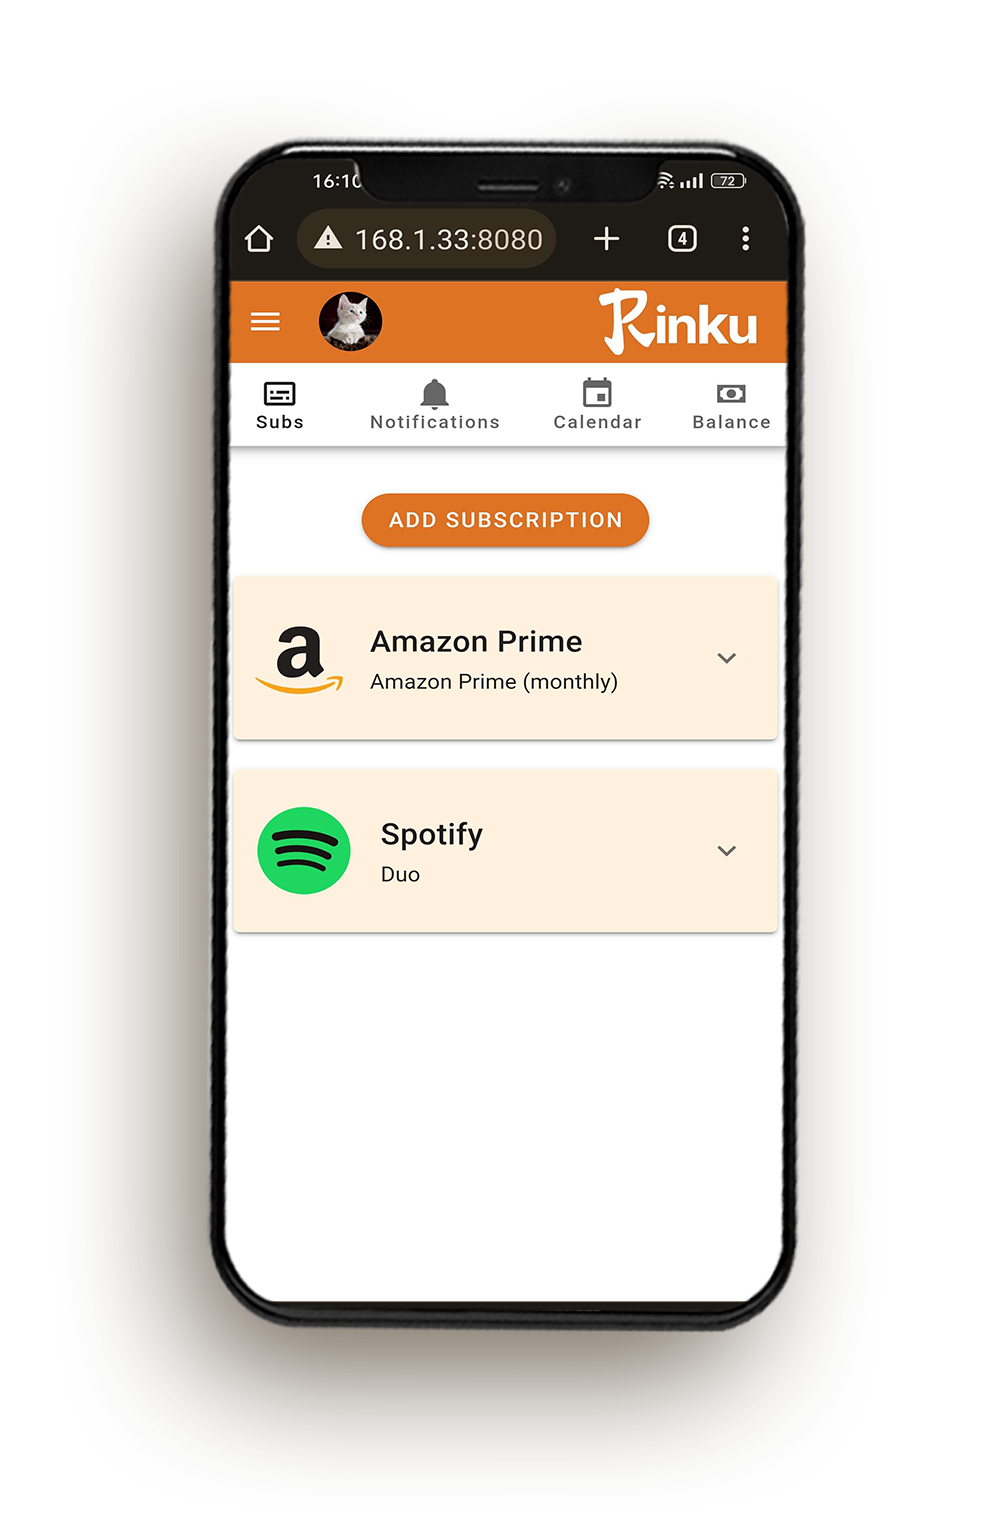 16:10
72
168.1.33:8080
4
Rinku
Subs
Notifications
Calendar
Balance
ADD SUBSCRIPTION
a
Amazon Prime
Amazon Prime (monthly)
Spotify
Duo